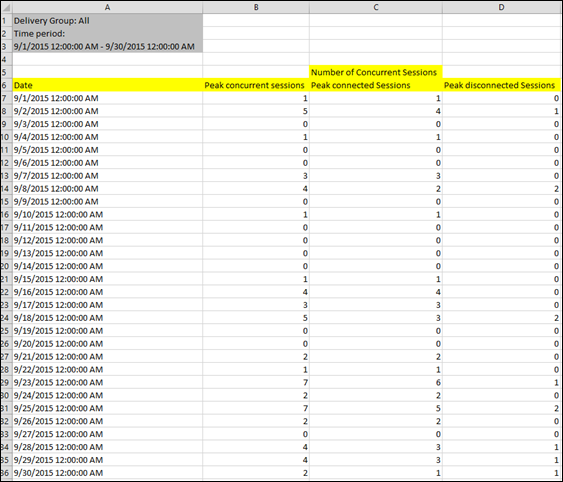 A B C D
1 Delivery Group: All
2 Time period:
3 9/1/2015 12:00:00 AM - 9/30/2015 12:00:00 AM
4
5 Number of Concurrent Sessions
6 Date Peak concurrent sessions Peak connected Sessions Peak disconnected Sessions
7 9/1/2015 12:00:00 AM 1 1 0
8 9/2/2015 12:00:00 AM 5 4 1
9 9/3/2015 12:00:00 AM 0 0 0
10 9/4/2015 12:00:00 AM 1 1 0
11 9/5/2015 12:00:00 AM 0 0 0
12 9/6/2015 12:00:00 AM 0 0 0
13 9/7/2015 12:00:00 AM 3 3 0
14 9/8/2015 12:00:00 AM 4 2 2
15 9/9/2015 12:00:00 AM 0 0 0
16 9/10/2015 12:00:00 AM 1 1 0
17 9/11/2015 12:00:00 AM 0 0 0
18 9/12/2015 12:00:00 AM 0 0 0
19 9/13/2015 12:00:00 AM 0 0 0
20 9/14/2015 12:00:00 AM 0 0 0
21 9/15/2015 12:00:00 AM 1 1 0
22 9/16/2015 12:00:00 AM 4 4 0
23 9/17/2015 12:00:00 AM 3 3 0
24 9/18/2015 12:00:00 AM 5 3 2
25 9/19/2015 12:00:00 AM 0 0 0
26 9/20/2015 12:00:00 AM 0 0 0
27 9/21/2015 12:00:00 AM 2 2 0
28 9/22/2015 12:00:00 AM 1 1 0
29 9/23/2015 12:00:00 AM 7 6 1
30 9/24/2015 12:00:00 AM 2 2 0
31 9/25/2015 12:00:00 AM 7 5 2
32 9/26/2015 12:00:00 AM 2 2 0
33 9/27/2015 12:00:00 AM 0 0 0
34 9/28/2015 12:00:00 AM 4 3 1
35 9/29/2015 12:00:00 AM 4 3 1
36 9/30/2015 12:00:00 AM 2 1 1